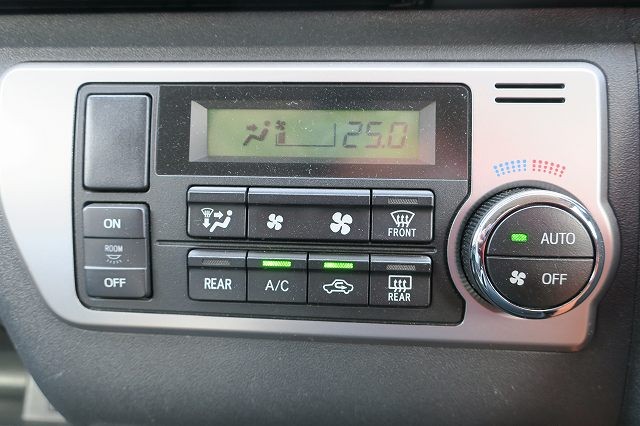 25.0
ON
ROOM
OFF
FRONT
REAR
A/C
REAR
AUTO
OFF